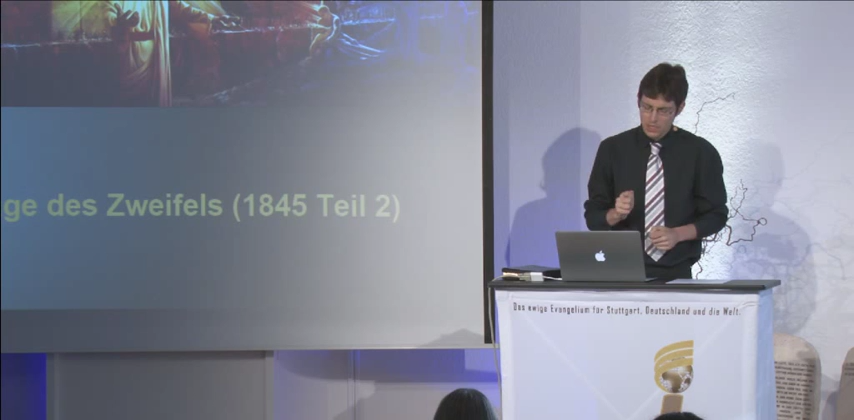 ge des Zweifels (1845 Teil 2)
Das ewige Evangelium für Stuttgart, Deutschland und die Welt.